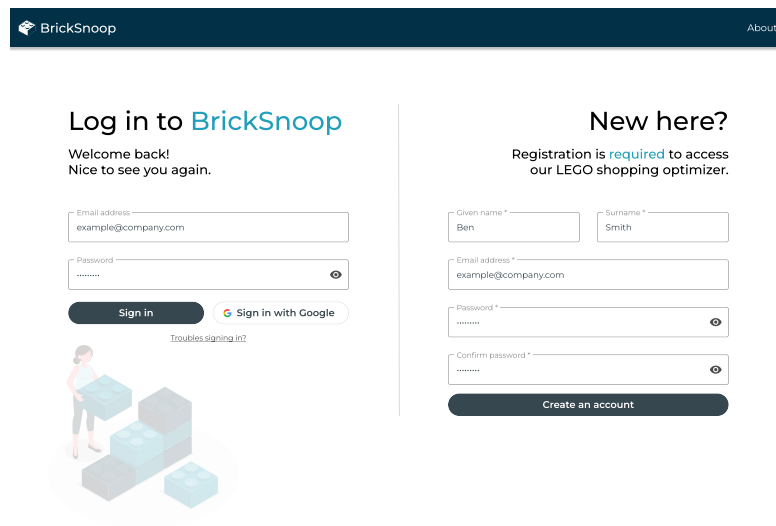 BrickSnoop
About
Log in to BrickSnoop
Welcome back!
Nice to see you again.
Email address
example@company.com
Password
.........
Sign in
Sign in with Google
Troubles signing in?
New here?
Registration is required to access
our LEGO shopping optimizer.
Given name *
Ben
Surname *
Smith
Email address *
example@company.com
Password *
.........
Confirm password *
.........
Create an account